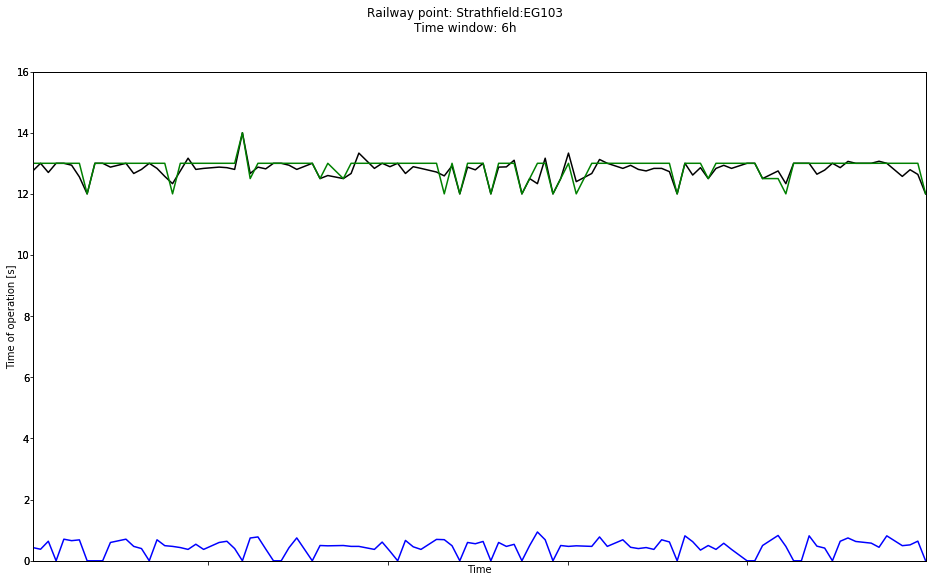 Railway point: Strathfield:EG103
Time window: 6h
16
14
12
10
8
6
4
2
0
Time of operation [s]
Time